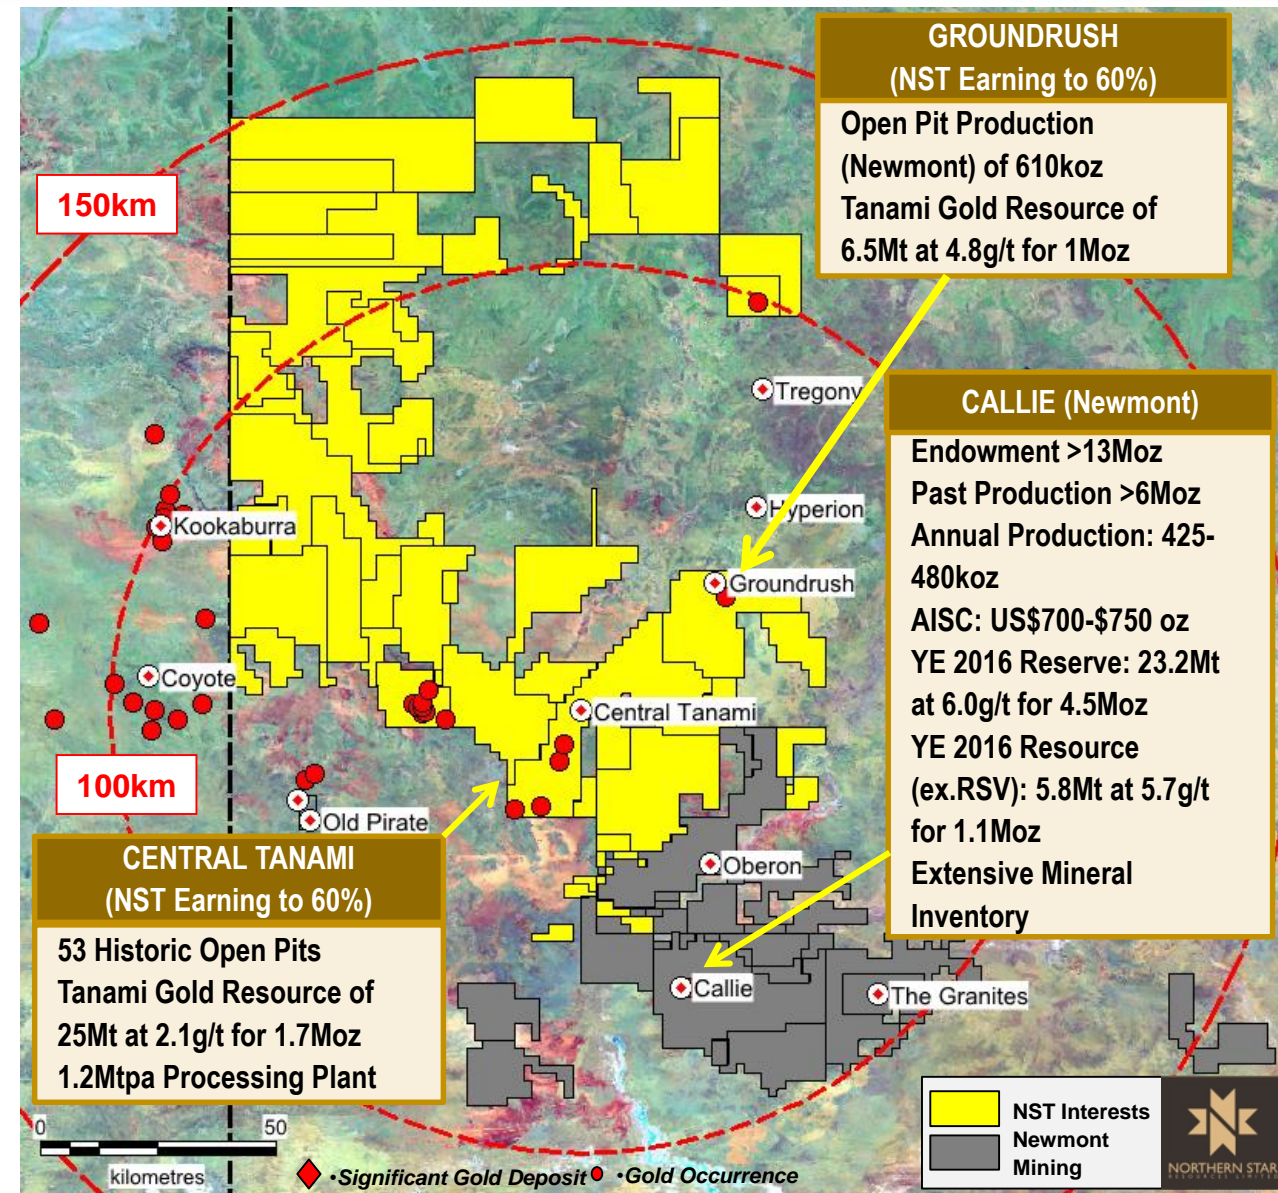 GROUNDRUSH
(NST Earning to 60%)
Open Pit Production
(Newmont) of 610koz
Tanami Gold Resource of
6.5Mt at 4.8g/t for 1Moz
150km
Tregony
CALLIE (Newmont)
Endowment >13Moz
Past Production >6Moz
Annual Production: 425-
480koz
AISC: US$700-$750 oz
YE 2016 Reserve: 23.2Mt
at 6.0g/t for 4.5Moz
YE 2016 Resource
(ex.RSV): 5.8Mt at 5.7g/t
for 1.1Moz
Extensive Mineral
Inventory
Hyperion
Kookaburra
Groundrush
Coyote
Central Tanami
100km
Old Pirate
CENTRAL TANAMI
(NST Earning to 60%)
53 Historic Open Pits
Tanami Gold Resource of
25Mt at 2.1g/t for 1.7Moz
1.2Mtpa Processing Plant
Oberon
Callie
The Granites
0 50
kilometres
•Significant Gold Deposit •Gold Occurrence
NST Interests
Newmont
Mining
NORTHERN STAR
RESOURCES LIMITED